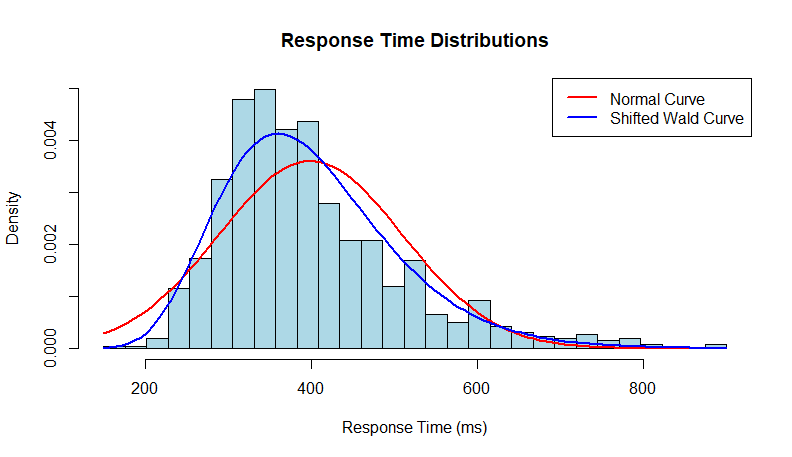 Response Time Distributions
Normal Curve
Shifted Wald Curve
Density
0.004
0.002
0.000
200 400 600 800
Response Time (ms)